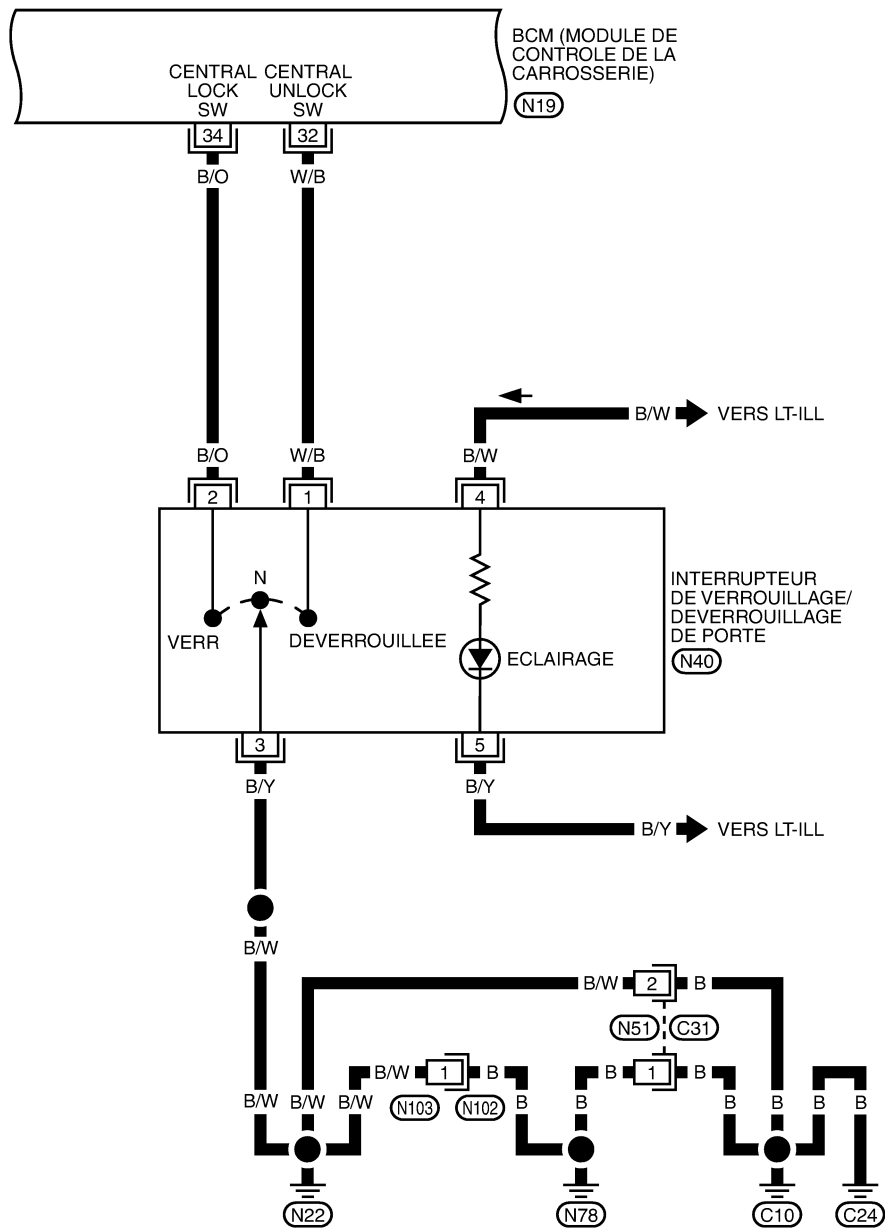 BCM (MODULE DE
CONTROLE DE LA
CARROSSERIE)
N19
CENTRAL
LOCK
SW
CENTRAL
UNLOCK
SW
34
32
B/O
W/B
B/W
VERS LT-ILL
B/O
W/B
B/W
2
1
4
N
VERR
DEVERROUILLEE
ECLAIRAGE
INTERRUPTEUR
DE VERROUILLAGE/
DEVERROUILLAGE
DE PORTE
N40
3
5
B/Y
B/Y
B/Y
VERS LT-ILL
B/W
B/W
2
B
N51
C31
B/W
1
B
B
1
B
B/W
B/W
B/W
N103
N102
B
B
B
B
B
B
N22
N78
C10
C24